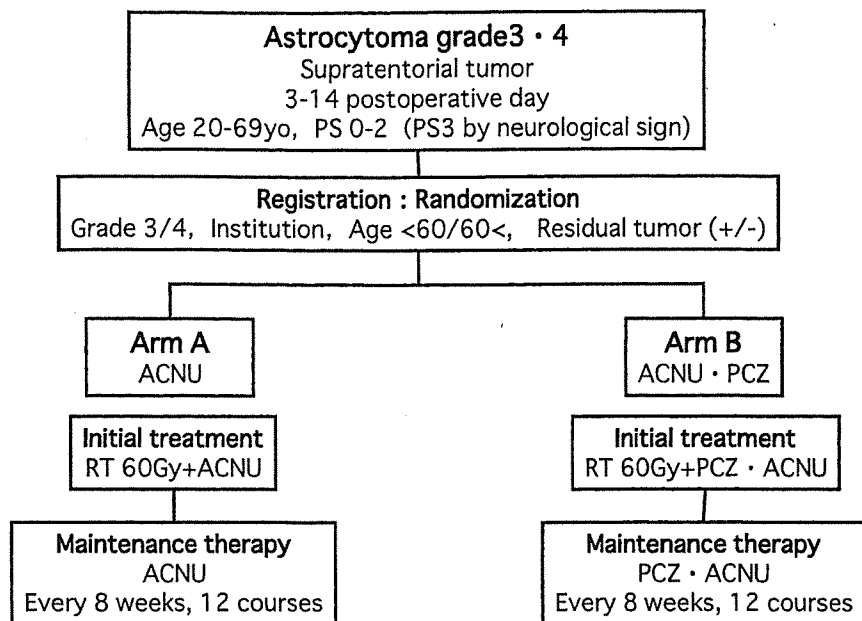 Astrocytoma grade3・4
Supratentorial tumor
3-14 postoperative day
Age 20-69yo, PS 0-2 (PS3 by neurological sign)
Registration : Randomization
Grade 3/4, Institution, Age <60/60<, Residual tumor (+/-)
Arm A
ACNU
Arm B
ACNU・PCZ
Initial treatment
RT 60Gy+ACNU
Initial treatment
RT 60Gy+PCZ・ACNU
Maintenance therapy
ACNU
Every 8 weeks, 12 courses
Maintenance therapy
PCZ・ACNU
Every 8 weeks, 12 courses